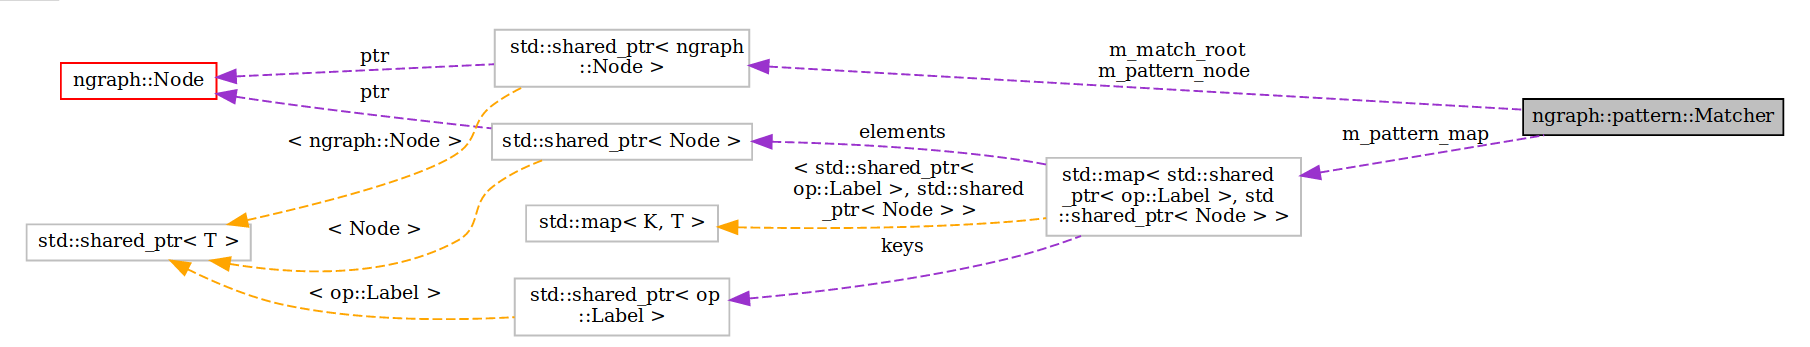 std::shared_ptr< ngraph
::Node >
m_match_root
m_pattern_node
ptr
ngraph::Node
ptr
ngraph::pattern::Matcher
< ngraph::Node >
std::shared_ptr< Node >
elements
m_pattern_map
< std::shared_ptr<
op::Label >, std::shared
_ptr< Node > >
std::map< std::shared
_ptr< op::Label >, std
::shared_ptr< Node > >
std::shared_ptr< T >
< Node >
std::map< K, T >
keys
< op::Label >
std::shared_ptr< op
::Label >